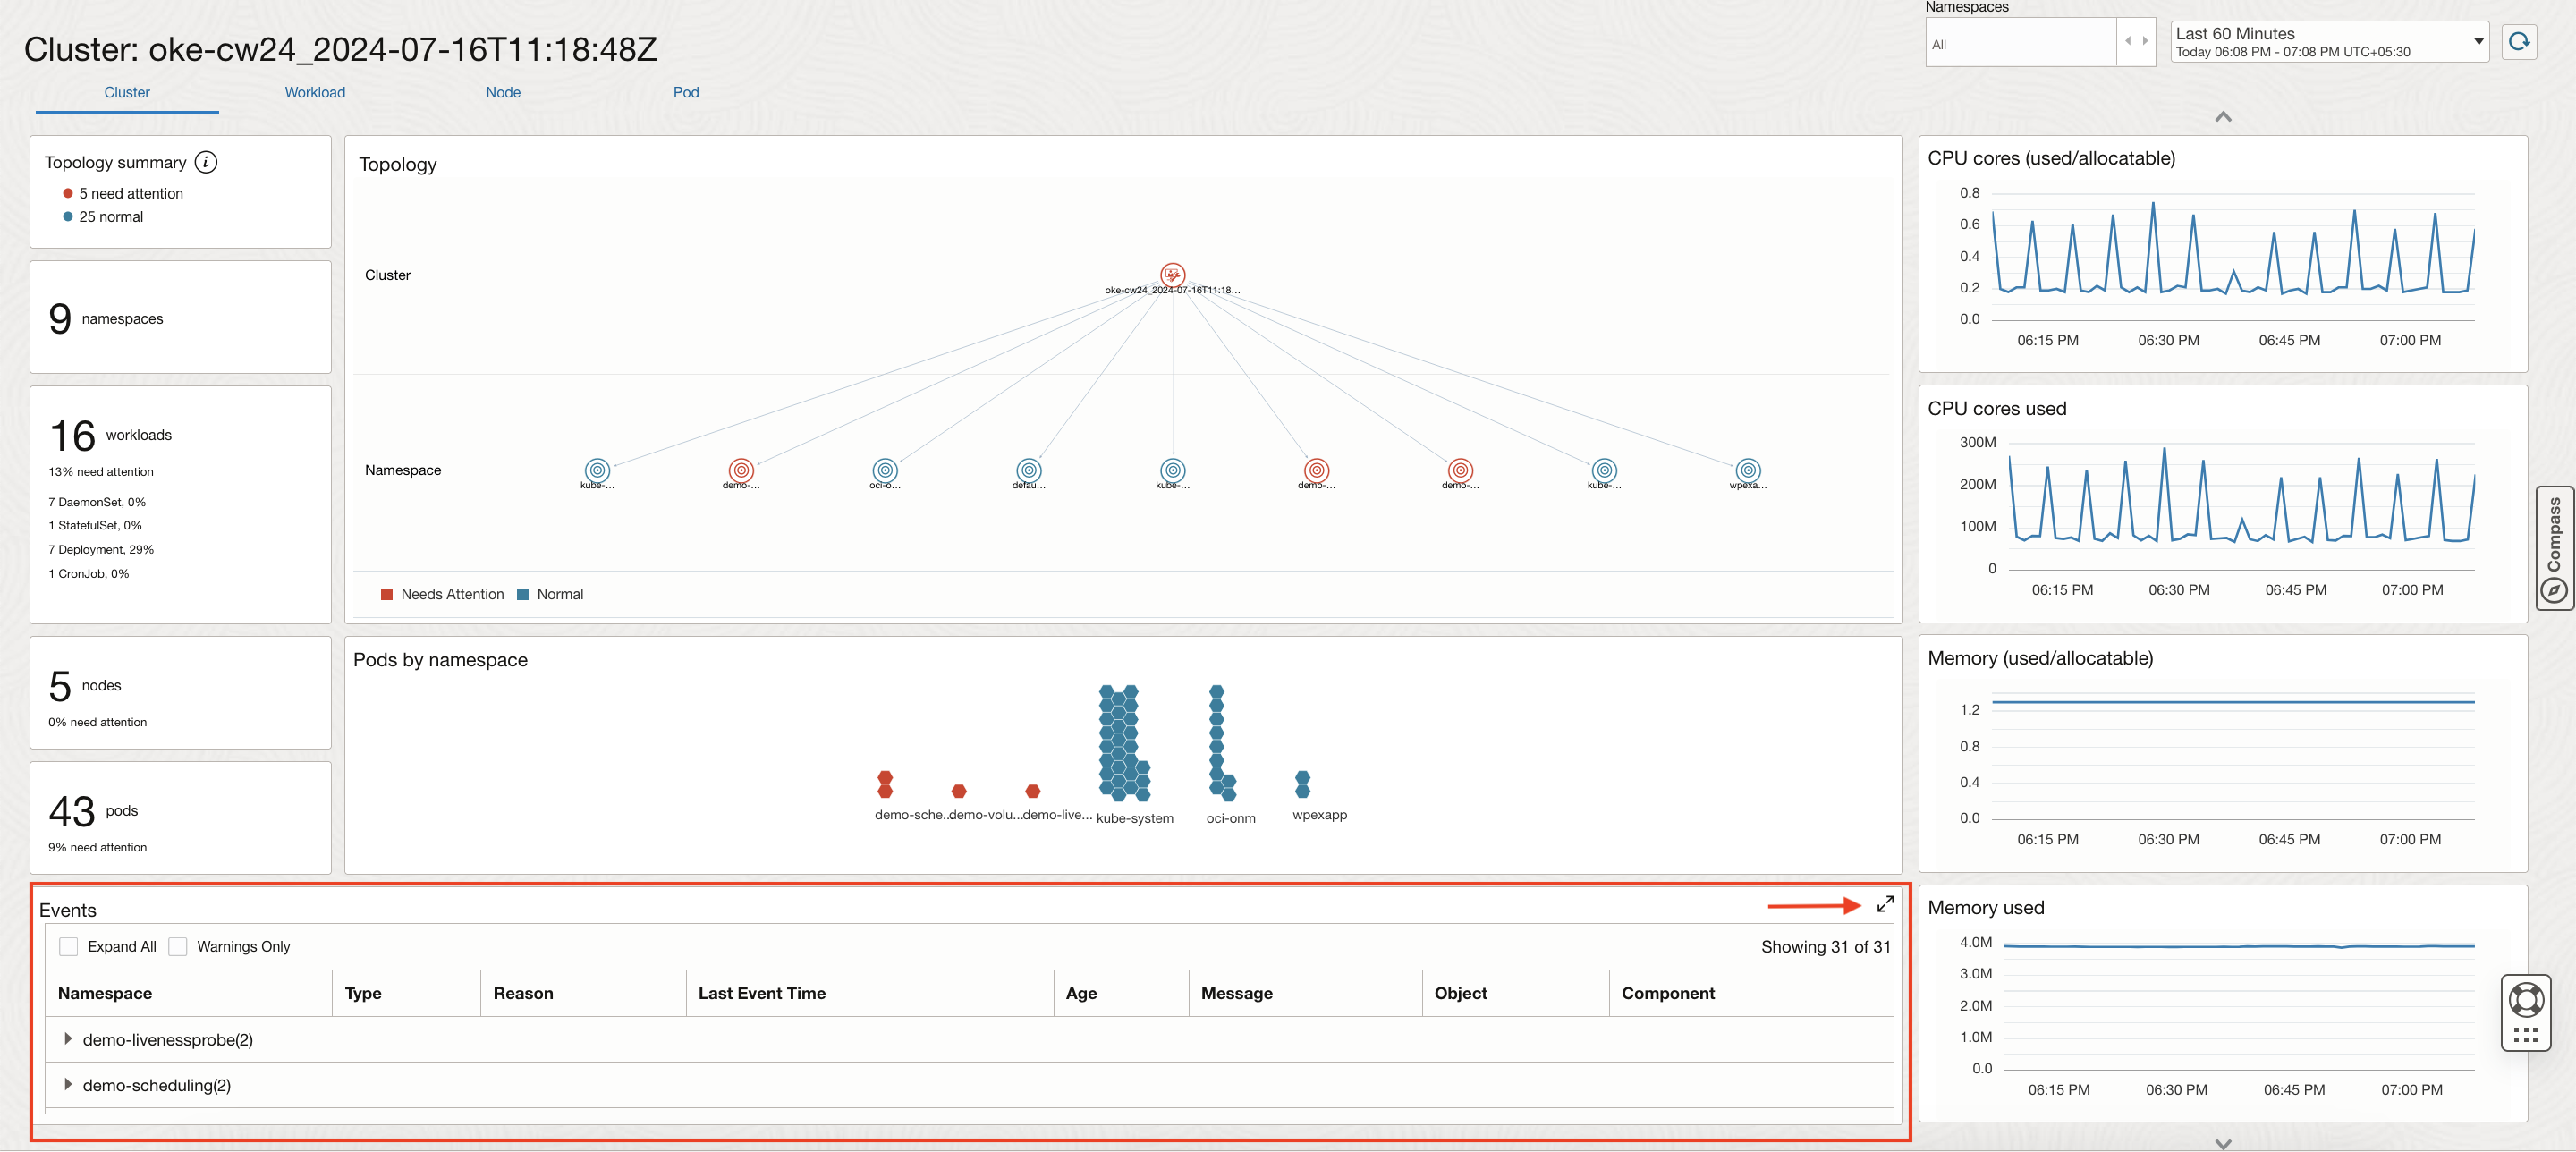 Namespaces
All
Last 60 Minutes
Today 06:08 PM - 07:08 PM UTC+05:30
Cluster: oke-cw24_2024-07-16T11:18:48Z
Cluster
Workload
Node
Pod
Topology summary i
5 need attention
25 normal
9 namespaces
16 workloads
13% need attention
7 DaemonSet, 0%
1 StatefulSet, 0%
7 Deployment, 29%
1 CronJob, 0%
5 nodes
0% need attention
43 pods
9% need attention
Topology
Cluster
oke-cw24_2024-07-16T11:18...
Namespace
kube-...
demo-...
oci-o...
defau...
kube-...
demo-...
demo-...
kube-...
wpexa...
Needs Attention
Normal
Pods by namespace
demo-sche...
demo-volu...
demo-live...
kube-system
oci-onm
wpexapp
Events
Expand All
Warnings Only
Showing 31 of 31
Namespace Type Reason Last Event Time Age Message Object Component
demo-livenessprobe(2)
demo-scheduling(2)
CPU cores (used/allocatable)
0.8
0.6
0.4
0.2
0.0
06:15 PM 06:30 PM 06:45 PM 07:00 PM
CPU cores used
300M
200M
100M
0
06:15 PM 06:30 PM 06:45 PM 07:00 PM
Memory (used/allocatable)
1.2
0.8
0.4
0.0
06:15 PM 06:30 PM 06:45 PM 07:00 PM
Memory used
4.0M
3.0M
2.0M
1.0M
0.0
06:15 PM 06:30 PM 06:45 PM 07:00 PM
Compass